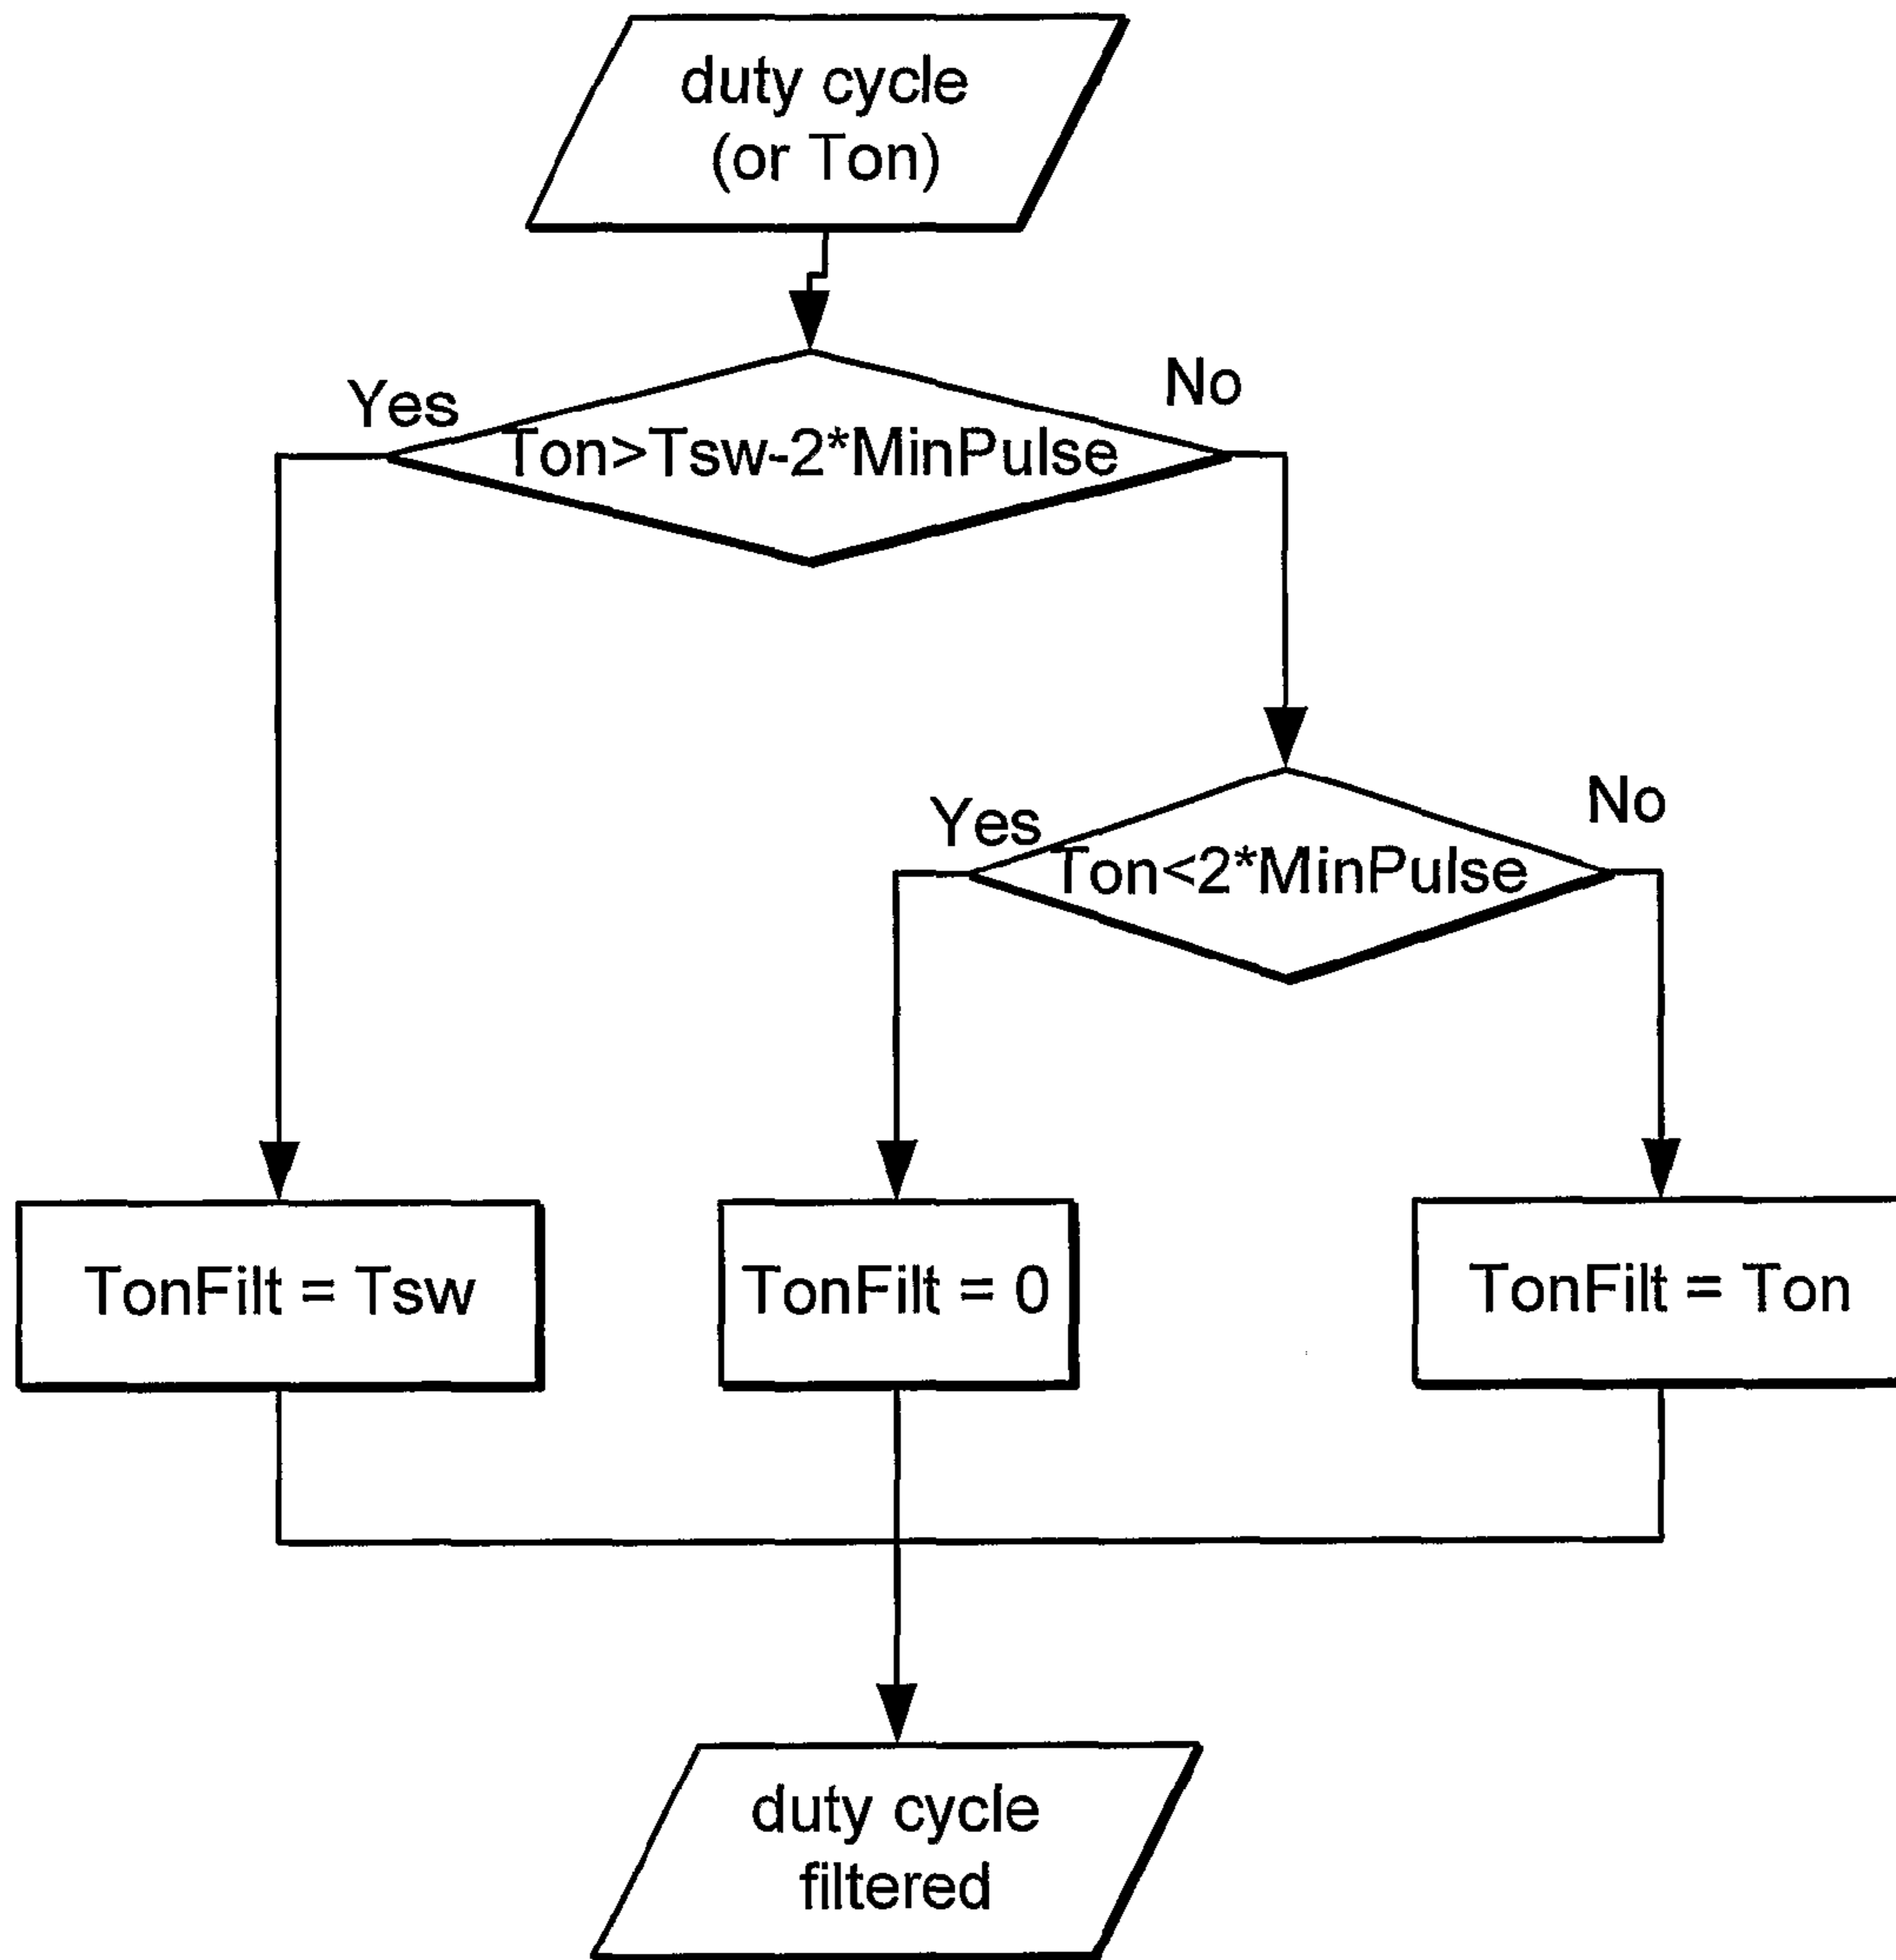 duty cycle
(or Ton)
Yes
No
Ton>Tsw-2*MinPulse
Yes
No
Ton<2*MinPulse
TonFilt = Tsw
TonFilt = 0
TonFilt = Ton
duty cycle
filtered